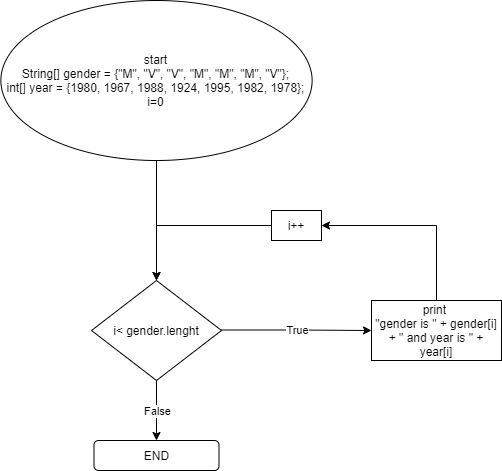 start
String[] gender = {"M", "V", "V", "M", "M", "M", "V"};
int[] year = {1980, 1967, 1988, 1924, 1995, 1982, 1978};
i=0
i++
i< gender.lenght
True
print
"gender is " + gender[i]
+ " and year is " +
year[i]
False
END